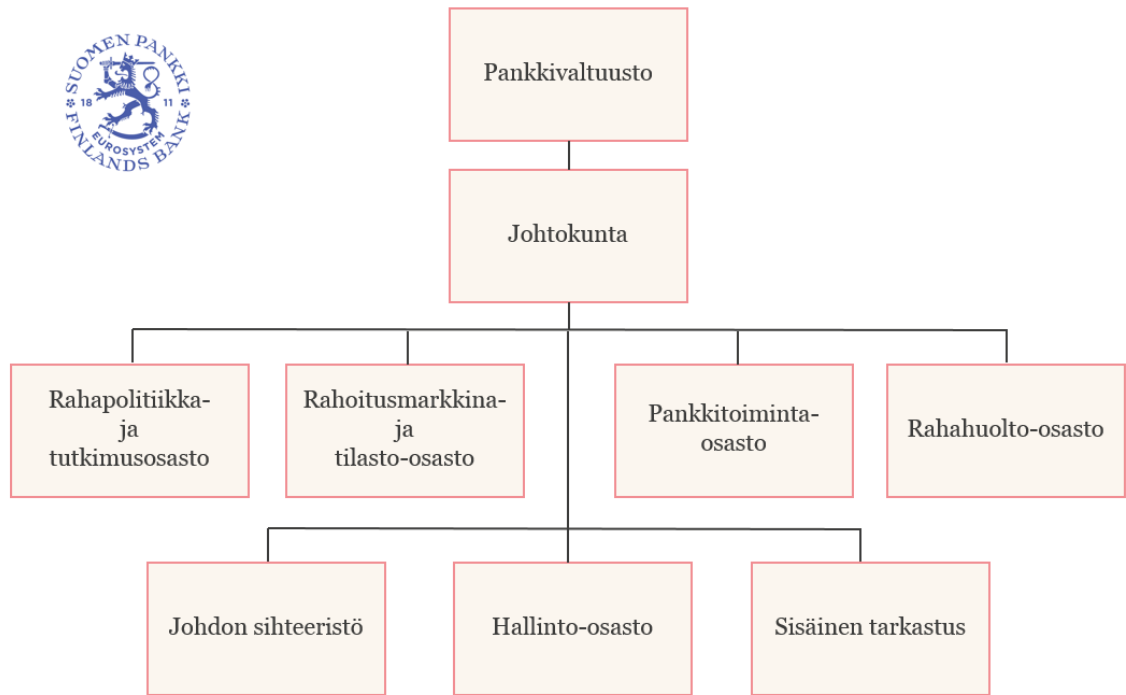 SUOMEN PANKKI
18 11
EUROSYSTEM
FINLANDS BANK
Pankkivaltuusto
Johtokunta
Rahapolitiikka-
ja
tutkimusosasto
Rahoitusmarkkina-
ja
tilasto-osasto
Pankkitoiminta-
osasto
Rahahuolto-osasto
Johdon sihteeristö
Hallinto-osasto
Sisäinen tarkastus